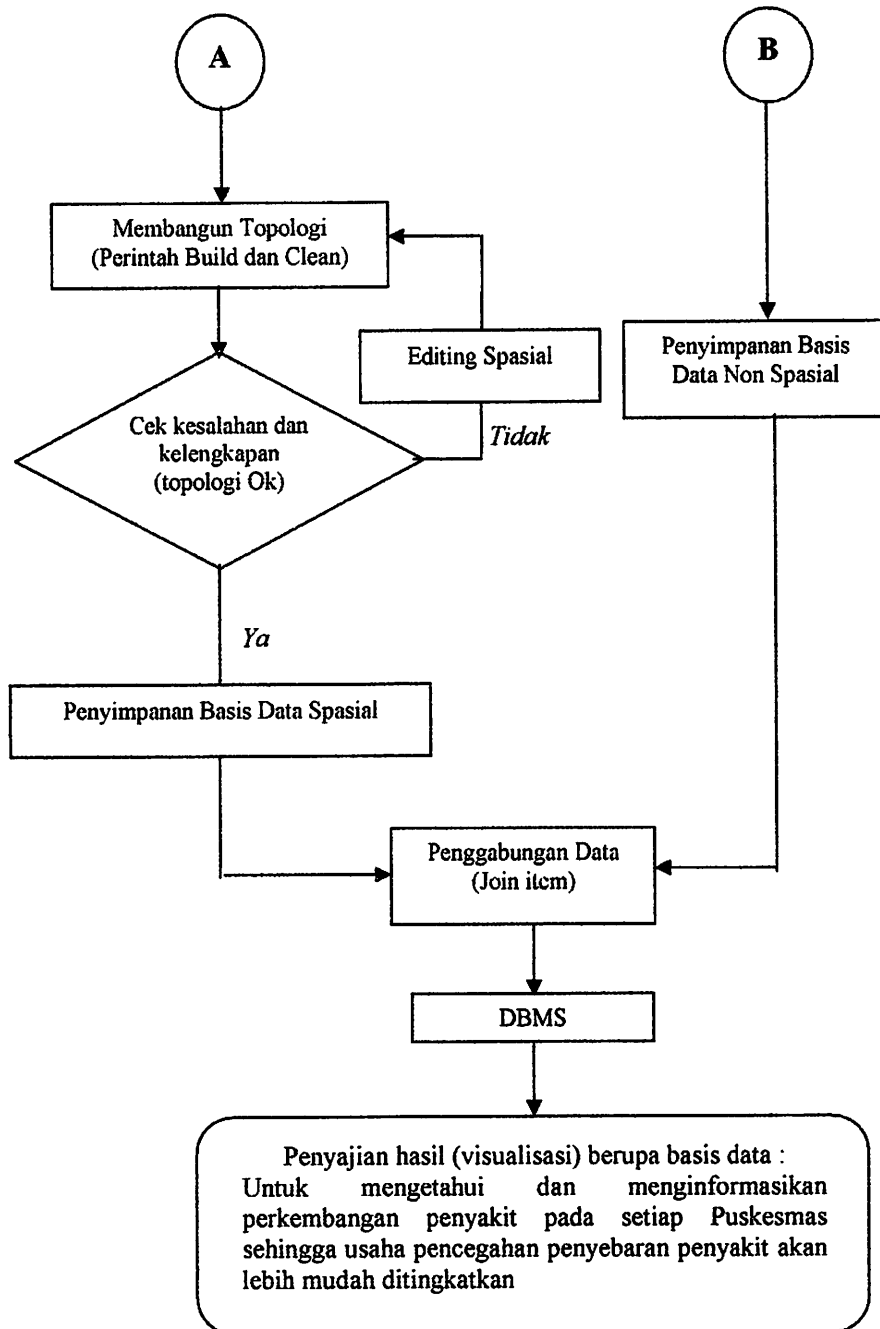 A
B
Membangun Topologi
(Perintah Build dan Clean)
Editing Spasial
Penyimpanan Basis
Data Non Spasial
Cek kesalahan dan
kelengkapan
(topologi Ok)
Tidak
Ya
Penyimpanan Basis Data Spasial
Penggabungan Data
(Join item)
DBMS
Penyajian hasil (visualisasi) berupa basis data :
Untuk mengetahui dan menginformasikan
perkembangan penyakit pada setiap Puskesmas
sehingga usaha pencegahan penyebaran penyakit akan
lebih mudah ditingkatkan